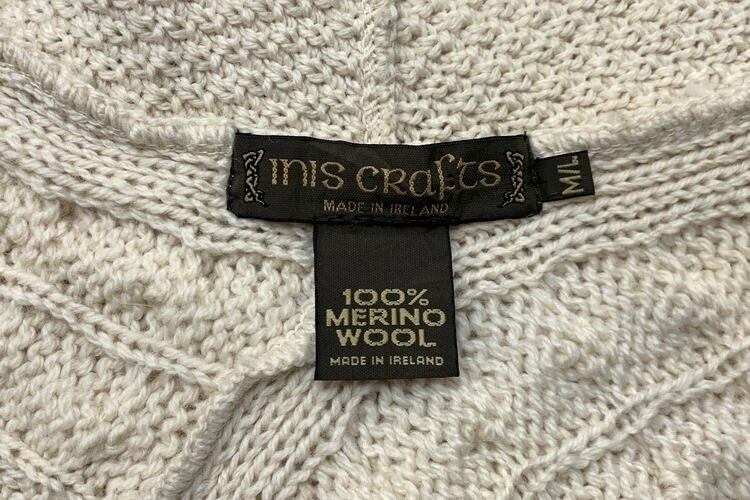 INIS CRAFTS
MADE IN IRELAND
M/L
100%
MERINO
WOOL
MADE IN IRELAND